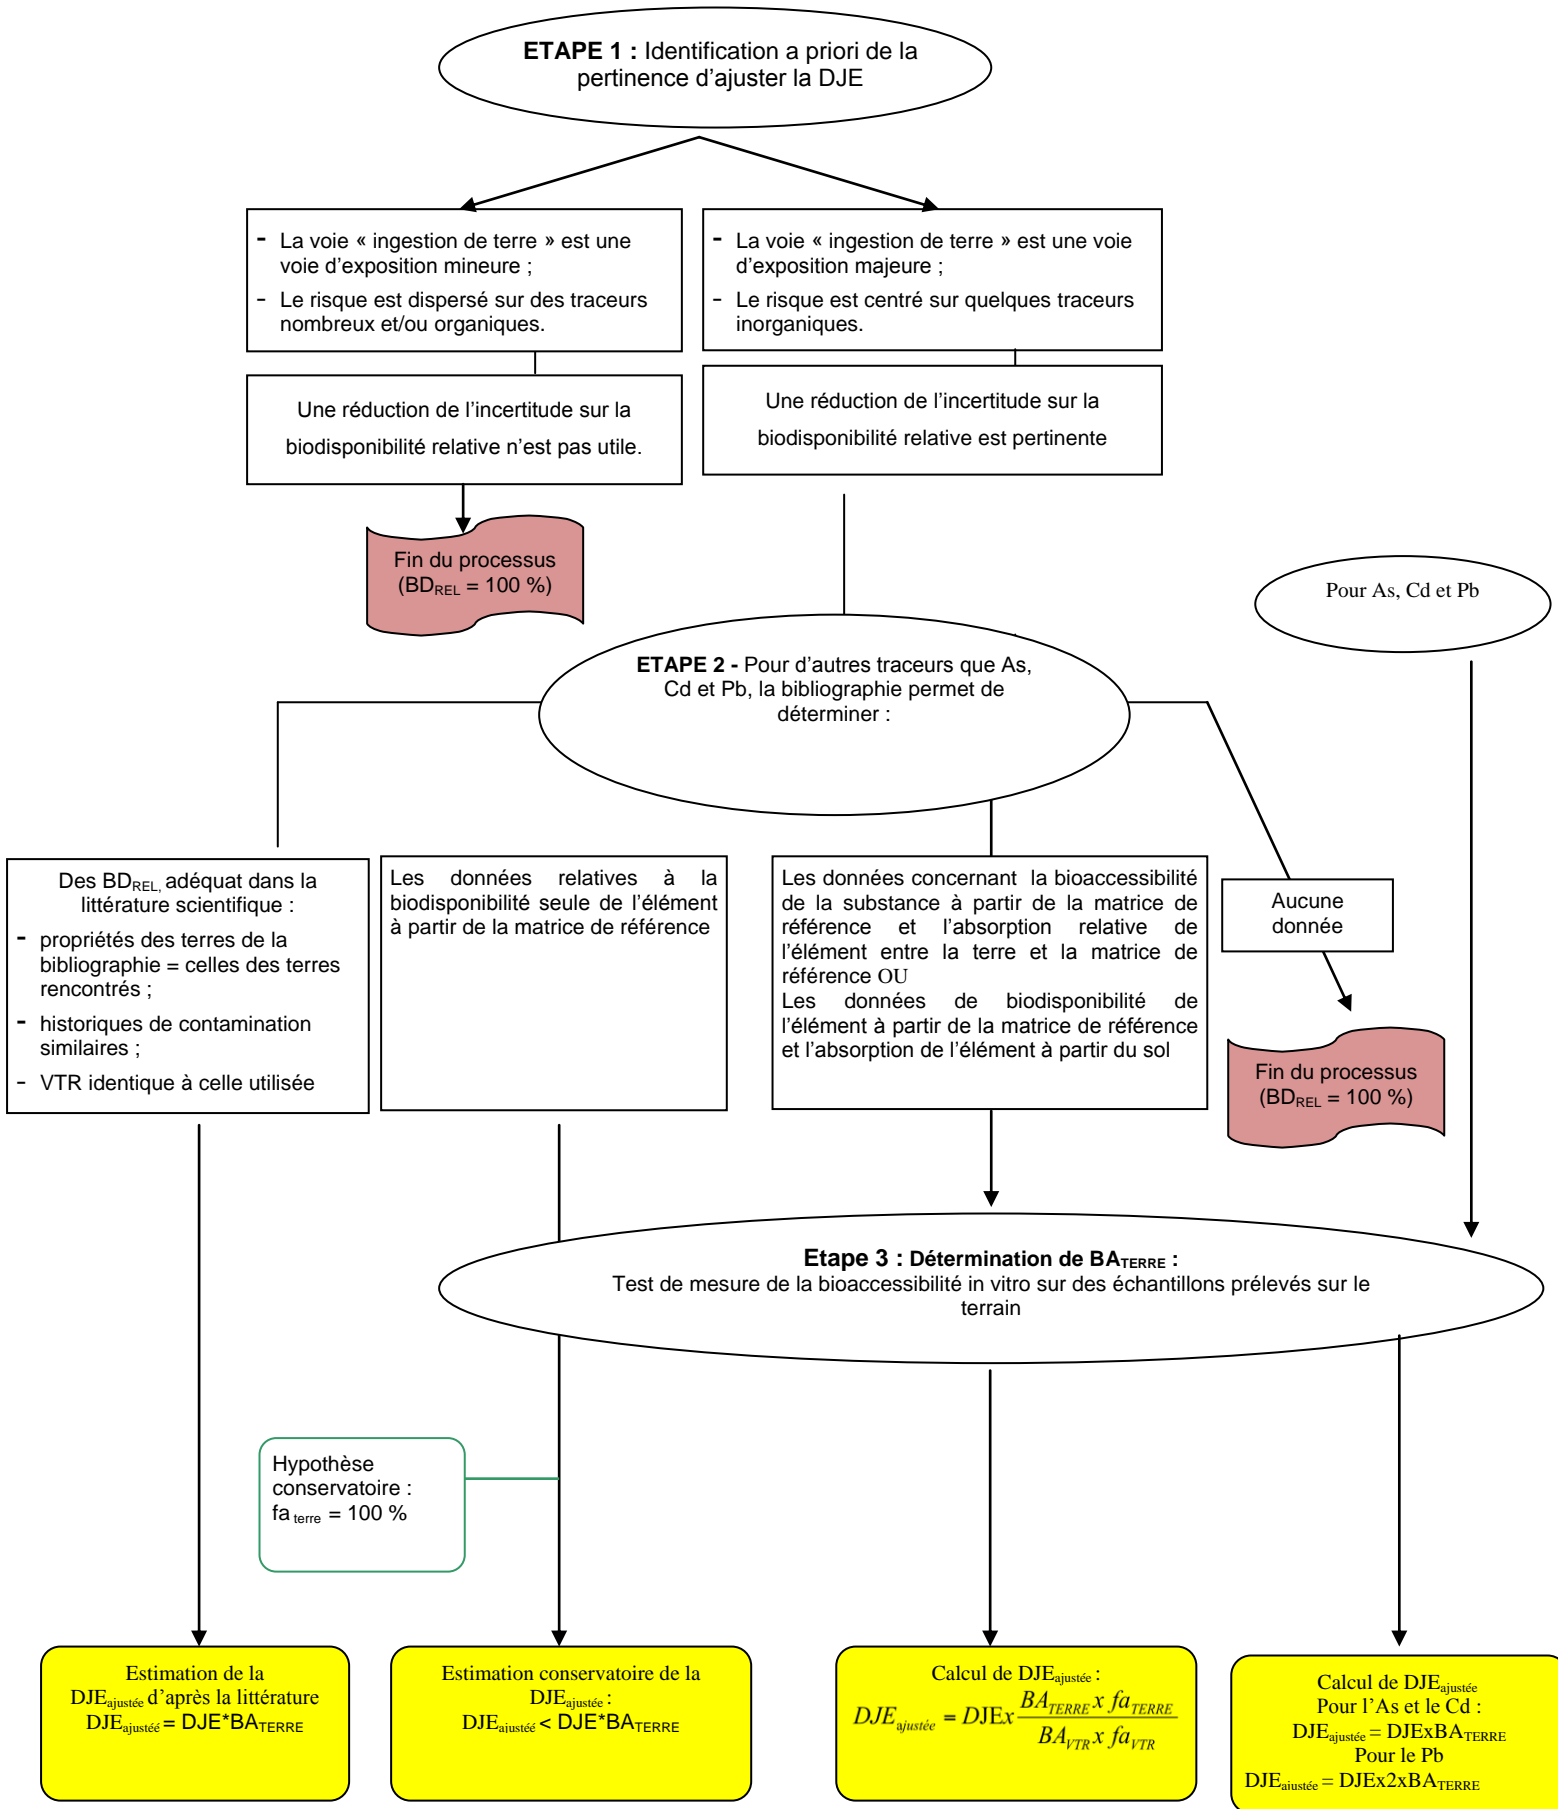 ETAPE 1 : Identification a priori de la
pertinence d'ajuster la DJE
- La voie « ingestion de terre » est une
voie d'exposition mineure ;
- Le risque est dispersé sur des traceurs
nombreux et/ou organiques.
- La voie « ingestion de terre » est une voie
d'exposition majeure ;
- Le risque est centré sur quelques traceurs
inorganiques.
Une réduction de l'incertitude sur la
biodisponibilité relative n'est pas utile.
Une réduction de l'incertitude sur la
biodisponibilité relative est pertinente
Fin du processus
(BDREL = 100 %)
Pour As, Cd et Pb
ETAPE 2 - Pour d'autres traceurs que As,
Cd et Pb, la bibliographie permet de
déterminer :
Des BDREL, adéquat dans la
littérature scientifique :
- propriétés des terres de la
bibliographie = celles des terres
rencontrés ;
- historiques de contamination
similaires ;
- VTR identique à celle utilisée
Les données relatives à la
biodisponibilité seule de l'élément
à partir de la matrice de référence
Les données concernant la bioaccessibilité
de la substance à partir de la matrice de
référence et l'absorption relative de
l'élément entre la terre et la matrice de
référence OU
Les données de biodisponibilité de
l'élément à partir de la matrice de référence
et l'absorption de l'élément à partir du sol
Aucune
donnée
Fin du processus
(BDREL = 100 %)
Etape 3 : Détermination de BATERRE :
Test de mesure de la bioaccessibilité in vitro sur des échantillons prélevés sur le
terrain
Hypothèse
conservatoire :
fa terre = 100 %
Estimation de la
DJEajustée d'après la littérature
DJEajustéé = DJE*BATERRE
Estimation conservatoire de la
DJEajustée :
DJEajustéé < DJE*BATERRE
Calcul de DJEajustée :
DJEajustée = DJEx BATERRE x faTERRE / BAVTR x faVTR
Calcul de DJEajustée
Pour l'As et le Cd :
DJEajustée = DJExBATERRE
Pour le Pb
DJEajustée = DJEx2xBATERRE